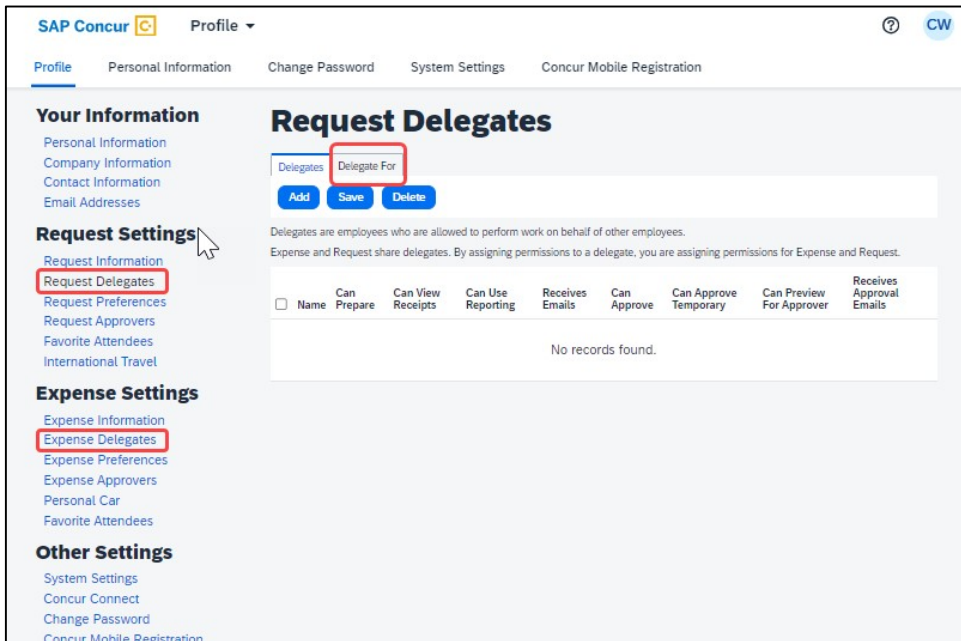 SAP Concur C Profile
CW
Profile Personal Information Change Password System Settings Concur Mobile Registration
Your Information
Personal Information
Company Information
Contact Information
Email Addresses
Request Settings
Request Information
Request Delegates
Request Preferences
Request Approvers
Favorite Attendees
International Travel
Expense Settings
Expense Information
Expense Delegates
Expense Preferences
Expense Approvers
Personal Car
Favorite Attendees
Other Settings
System Settings
Concur Connect
Change Password
Concur Mobile Registration
Request Delegates
Delegates Delegate For
Add Save Delete
Delegates are employees who are allowed to perform work on behalf of other employees.
Expense and Request share delegates. By assigning permissions to a delegate, you are assigning permissions for Expense and Request.
Name
Can
Prepare
Can View
Receipts
Can Use
Reporting
Receives
Emails
Can
Approve
Can Approve
Temporary
Can Preview
For Approver
Receives
Approval
Emails
No records found.